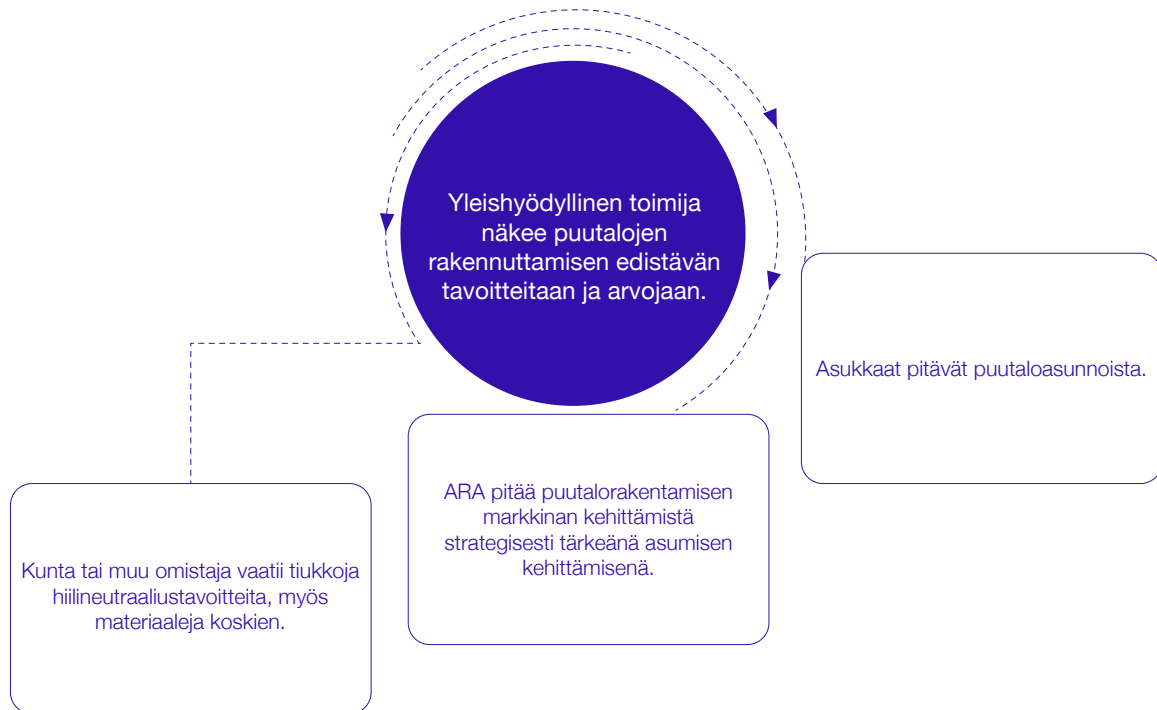 Yleishyödyllinen toimija
näkee puutalojen
rakennuttamisen edistävän
tavoitteitaan ja arvojaan.
Asukkaat pitävät puutaloasunnoista.
ARA pitää puutalorakentamisen
markkinan kehittämistä
strategisesti tärkeänä asumisen
kehittämisenä.
Kunta tai muu omistaja vaatii tiukkoja
hiilineutraaliustavoitteita, myös
materiaaleja koskien.